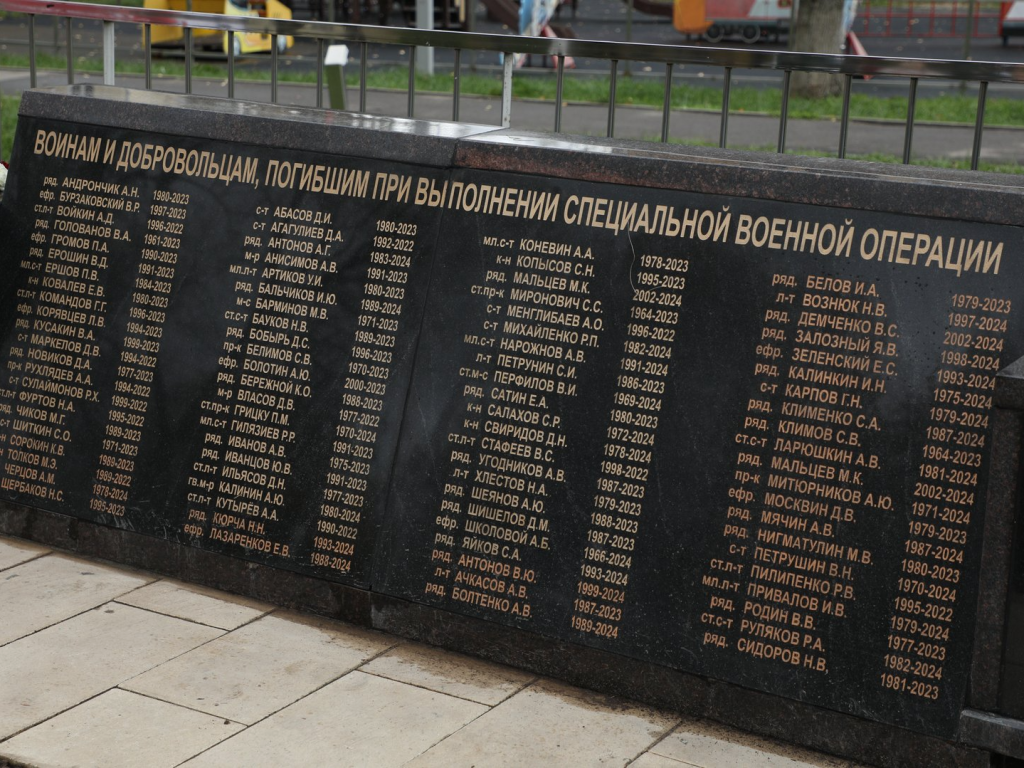 ВОИНАМ И ДОБРОВОЛЬЦАМ, ПОГИБШИМ ПРИ ВЫПОЛНЕНИИ СПЕЦИАЛЬНОЙ ВОЕННОЙ ОПЕРАЦИИ
ряд. АНДРОНЧИК А.Н. 1980-2023
ефр. БУРЗАКОВСКИЙ В.Р. 1997-2023
ст.л-т ВОЙКИН А.Д. 1996-2022
ряд. ГОЛОВАНОВ В.А. 1961-2023
ефр. ГРОМОВ П.А. 1990-2023
ряд. ЕРОШИН В.Д. 1991-2023
мл.с-т ЕРШОВ П.В. 1984-2023
к-н КОВАЛЕВ Е.В. 1980-2023
ст.л-т КОМАНДОВ Г.Г. 1996-2023
ефр. КОРЯВЦЕВ Л.В. 1994-2023
ряд. КУСАКИН В.А. 1999-2023
с-т МАРКЕЛОВ Д.В. 1994-2022
ряд. НОВИКОВ Д.А. 1977-2023
пр-к РУХЛЯДЕВ А.А. 1994-2022
с-т СУЛАЙМОНОВ Р.Х. 1999-2022
ст.л-т ФУРТОВ Н.А. 1995-2022
ряд. ЧИКОВ М.Г. 1989-2023
с-т ШИТКИН С.О. 1971-2023
к-н СОРОКИН К.В. 1989-2023
ТОЛКОВ М.Э. 1969-2022
ЧЕРЦОВ А.М. 1978-2024
ЩЕРБАКОВ Н.С. 1995-2023
с-т АБАСОВ Д.И. 1980-2023
с-т АГАГУЛИЕВ Д.А. 1992-2022
ряд. АНТОНОВ А.Г. 1983-2024
м-р АНИСИМОВ А.В. 1991-2023
мл.л-т АРТИКОВ У.И. 1980-2023
ряд. БАЛЬЧИКОВ И.Ю. 1989-2024
м-с БАРМИНОВ М.В. 1971-2023
ст.с-т БАУКОВ Н.В. 1989-2023
ряд. БОБЫРЬ Д.С. 1996-2023
пр-к БЕЛИМОВ С.В. 1970-2023
ефр. БОЛОТИН А.Ю. 2000-2023
ряд. БЕРЕЖНОЙ К.О. 1988-2023
м-р ВЛАСОВ Д.В. 1977-2022
ст.пр-к ГРИЦКУ П.М. 1970-2024
мл.с-т ГИЛЯЗИЕВ Р.Р. 1991-2023
ряд. ИВАНОВ А.В. 1975-2023
ряд. ИВАНЦОВ Ю.В. 1991-2023
ст.л-т ИЛЬЯСОВ Д.Н. 1977-2023
гв.м-р КАЛИНИН А.Ю. 1980-2024
ст.л-т КУТЫРЕВ А.А. 1990-2022
ряд. КЮРЧА Н.Н. 1993-2024
ефр. ЛАЗАРЕНКОВ Е.В. 1988-2024
мл.с-т КОНЕВИН А.А. 1978-2023
к-н КОПЫСОВ С.Н. 1995-2023
ряд. МАЛЬЦЕВ М.К. 2002-2024
ст.пр-к МИРОНОВИЧ С.С. 1964-2023
с-т МЕНГЛИБАЕВ А.О. 1996-2022
с-т МИХАЙЛЕНКО Р.П. 1982-2024
мл.с-т НАРОЖНОВ А.В. 1991-2024
л-т ПЕТРУНИН С.И. 1986-2023
ст.м-с ПЕРФИЛОВ В.И. 1969-2024
ряд. САТИН Е.А. 1980-2023
к-н САЛАХОВ С.Р. 1972-2024
к-н СВИРИДОВ Д.Н. 1978-2024
ст.л-т СТАФЕЕВ В.С. 1998-2022
ряд. УГОДНИКОВ А.В. 1987-2023
л-т ХЛЕСТОВ Н.А. 1979-2023
ряд. ШЕЯНОВ А.Ю. 1988-2023
ряд. ШИШЕЛОВ Д.М. 1987-2023
ефр. ШКОЛОВОЙ А.Б. 1966-2024
ряд. ЯЙКОВ С.А. 1993-2024
ряд. АНТОНОВ В.Ю. 1999-2024
л-т АЧКАСОВ А.В. 1987-2023
ряд. БОЛТЕНКО А.В. 1989-2024
ряд. БЕЛОВ И.А. 1979-2023
л-т ВОЗНЮК Н.В. 1997-2024
ряд. ДЕМЧЕНКО В.С. 2002-2024
ряд. ЗАЛОЗНЫЙ Я.В. 1998-2024
ефр. ЗЕЛЕНСКИЙ Е.С. 1993-2024
ряд. КАЛИНКИН И.Н. 1975-2024
с-т КАРПОВ Г.Н. 1979-2024
ряд. КЛИМЕНКО С.А. 1987-2024
ряд. КЛИМОВ С.В. 1964-2023
ст.с-т ЛАРЮШКИН А.В. 1981-2024
ряд. МАЛЬЦЕВ М.К. 2002-2024
пр-к МИТЮРНИКОВ А.Ю. 1971-2024
ефр. МОСКВИН Д.В. 1979-2023
ряд. МЯЧИН А.В. 1987-2024
ряд. НИГМАТУЛИН М.В. 1980-2023
с-т ПЕТРУШИН В.Н. 1970-2024
ст.л-т ПИЛИПЕНКО Р.В. 1995-2022
мл.л-т ПРИВАЛОВ И.В. 1979-2024
ряд. РОДИН В.В. 1977-2023
ст.с-т РУЛЯКОВ Р.А. 1982-2024
ряд. СИДОРОВ Н.В. 1981-2023